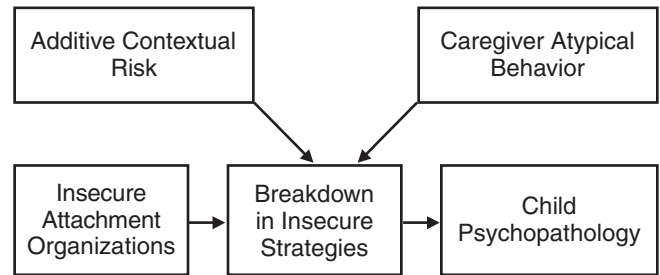 Additive Contextual
Risk
Caregiver Atypical
Behavior
Insecure
Attachment
Organizations
Breakdown
in Insecure
Strategies
Child
Psychopathology